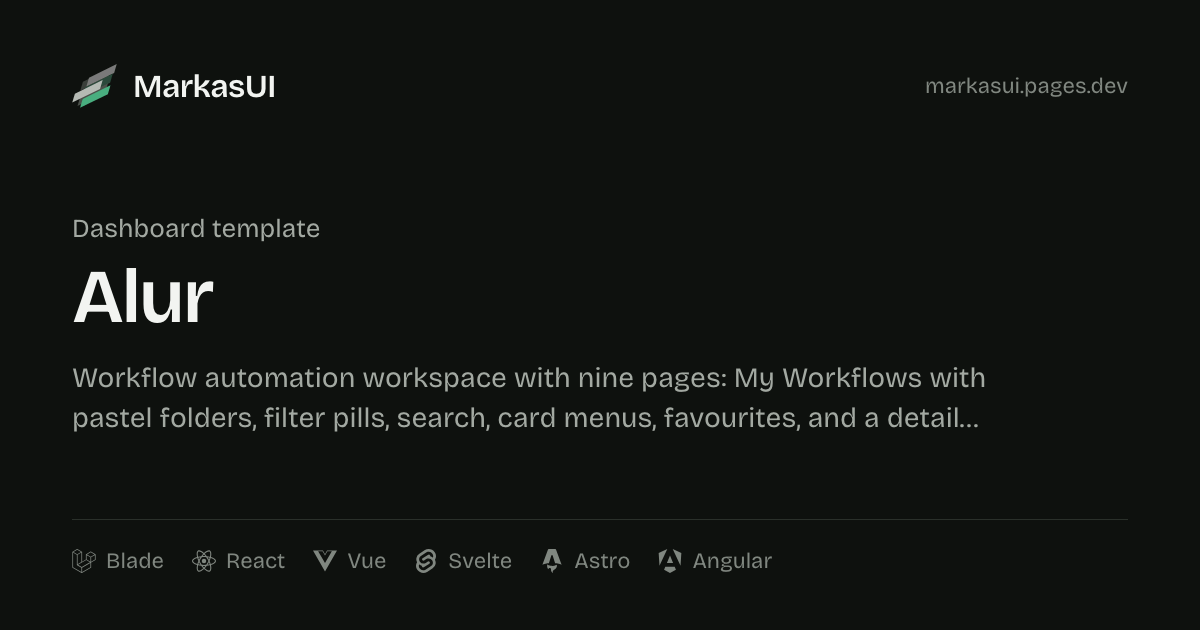 MarkasUI
markasui.pages.dev
Dashboard template
Alur
Workflow automation workspace with nine pages: My Workflows with
pastel folders, filter pills, search, card menus, favourites, and a detail...
Blade React Vue Svelte Astro Angular